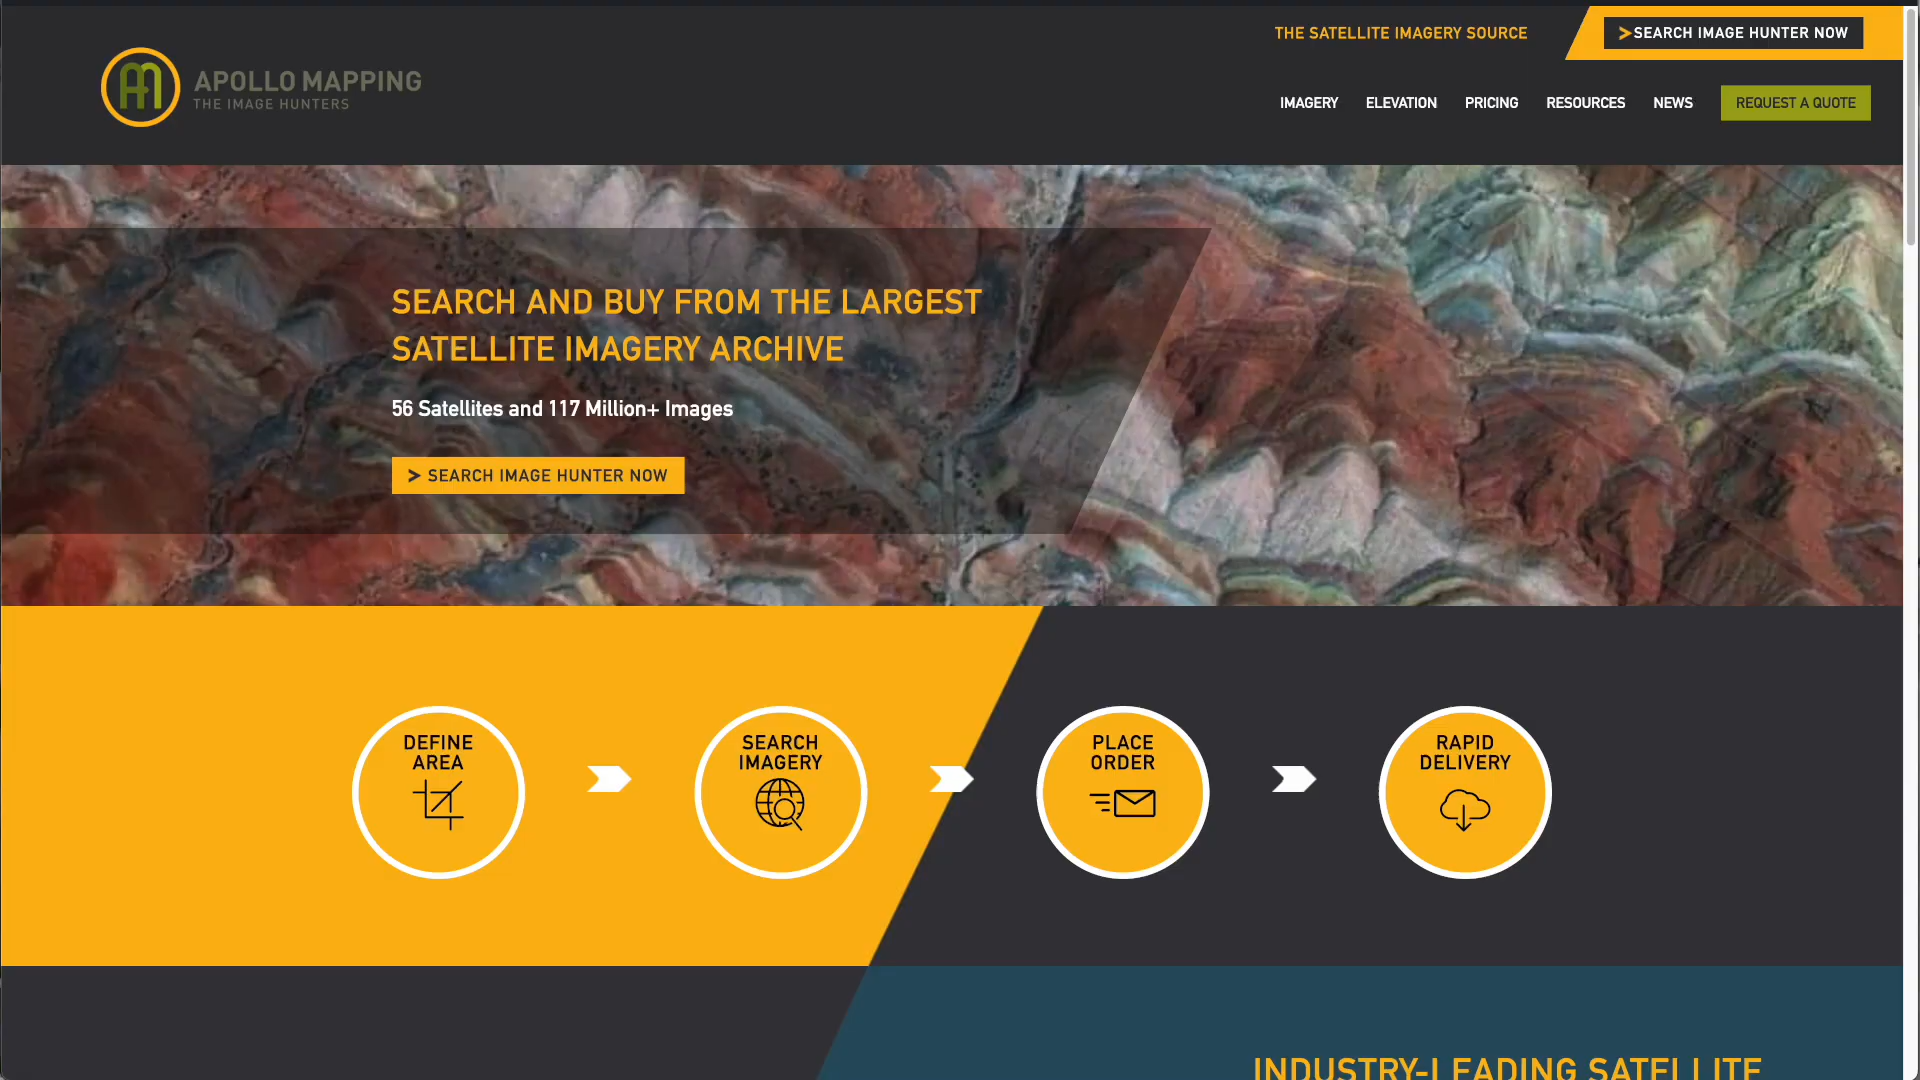 THE SATELLITE IMAGERY SOURCE
>SEARCH IMAGE HUNTER NOW
APOLLO MAPPING
THE IMAGE HUNTERS
IMAGERY ELEVATION PRICING RESOURCES NEWS REQUEST A QUOTE
SEARCH AND BUY FROM THE LARGEST
SATELLITE IMAGERY ARCHIVE
56 Satellites and 117 Million+ Images
> SEARCH IMAGE HUNTER NOW
DEFINE
AREA
SEARCH
IMAGERY
PLACE
ORDER
RAPID
DELIVERY
INDUSTRY-LEADING SATELLITE